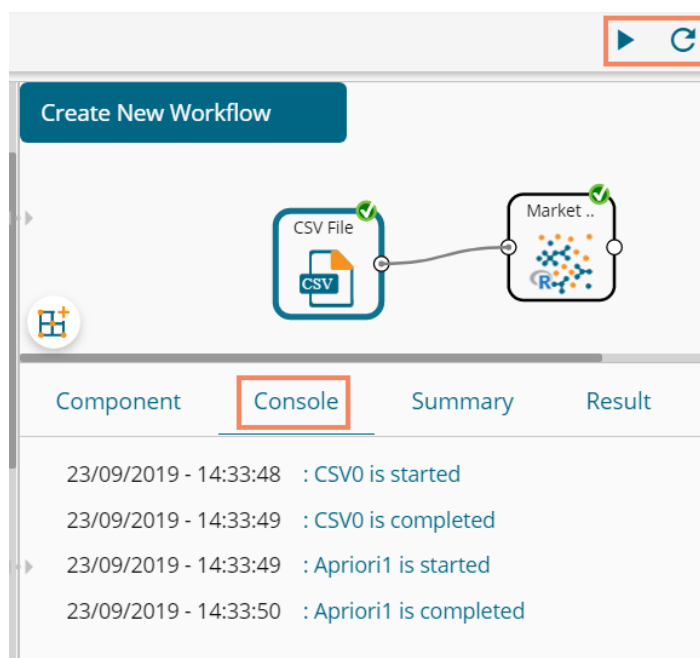 Create New Workflow
CSV File
CSV
Market ..
R
Component Console Summary Result
23/09/2019 - 14:33:48 : CSV0 is started
23/09/2019 - 14:33:49 : CSV0 is completed
23/09/2019 - 14:33:49 : Apriori1 is started
23/09/2019 - 14:33:50 : Apriori1 is completed